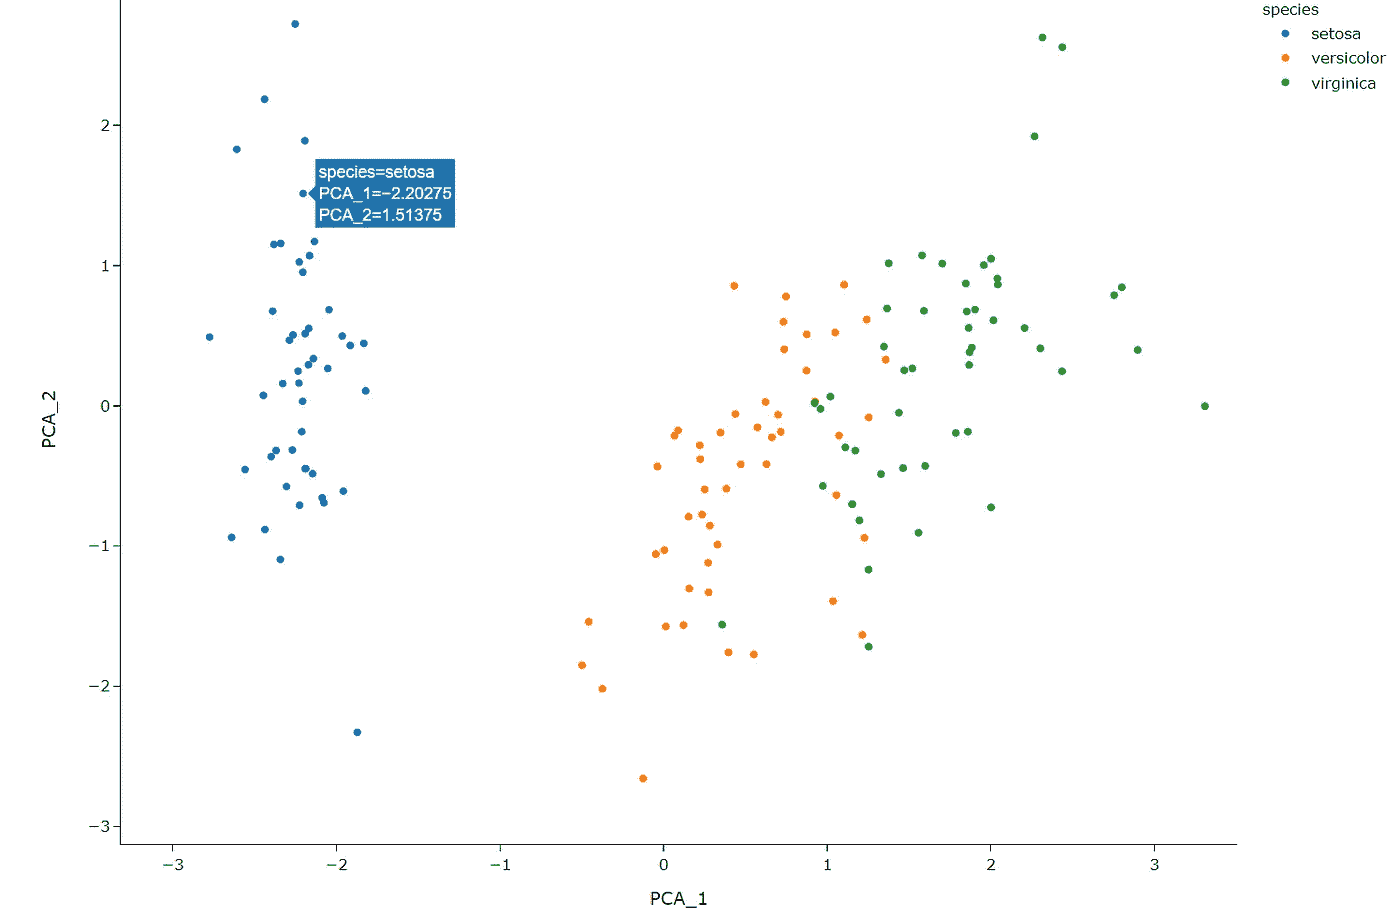 species
setosa
versicolor
virginica
species=setosa
PCA_1=−2.20275
PCA_2=1.51375
2
1
0
−1
−2
−3
PCA_2
−3
−2
−1
0
1
2
3
PCA_1